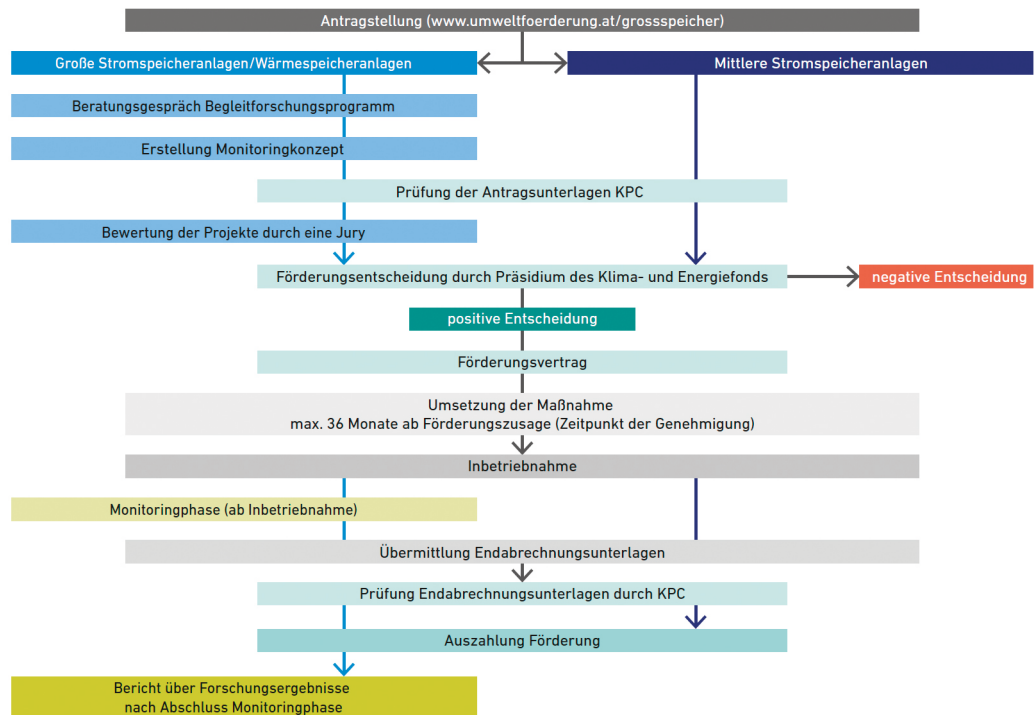 Antragstellung (www.umweltfoerderung.at/grossspeicher)
Große Stromspeicheranlagen/Wärmespeicheranlagen
Mittlere Stromspeicheranlagen
Beratungsgespräch Begleitforschungsprogramm
Erstellung Monitoringkonzept
Prüfung der Antragsunterlagen KPC
Bewertung der Projekte durch eine Jury
Förderungsentscheidung durch Präsidium des Klima- und Energiefonds
negative Entscheidung
positive Entscheidung
Förderungsvertrag
Umsetzung der Maßnahme
max. 36 Monate ab Förderungszusage (Zeitpunkt der Genehmigung)
Inbetriebnahme
Monitoringphase (ab Inbetriebnahme)
Übermittlung Endabrechnungsunterlagen
Prüfung Endabrechnungsunterlagen durch KPC
Auszahlung Förderung
Bericht über Forschungsergebnisse
nach Abschluss Monitoringphase